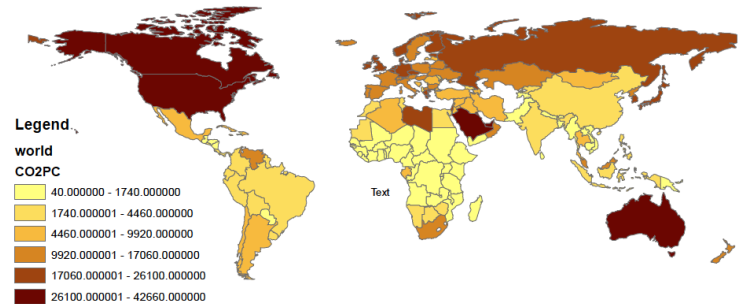 Legend
world
CO2PC
40.000000 - 1740.000000
1740.000001 - 4460.000000
4460.000001 - 9920.000000
9920.000001 - 17060.000000
17060.000001 - 26100.000000
26100.000001 - 42660.000000
Text